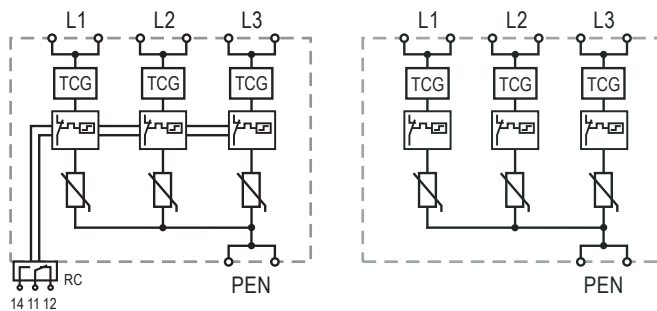 L1 L2 L3
TCG TCG TCG
RC
PEN
14 11 12
L1 L2 L3
TCG TCG TCG
PEN